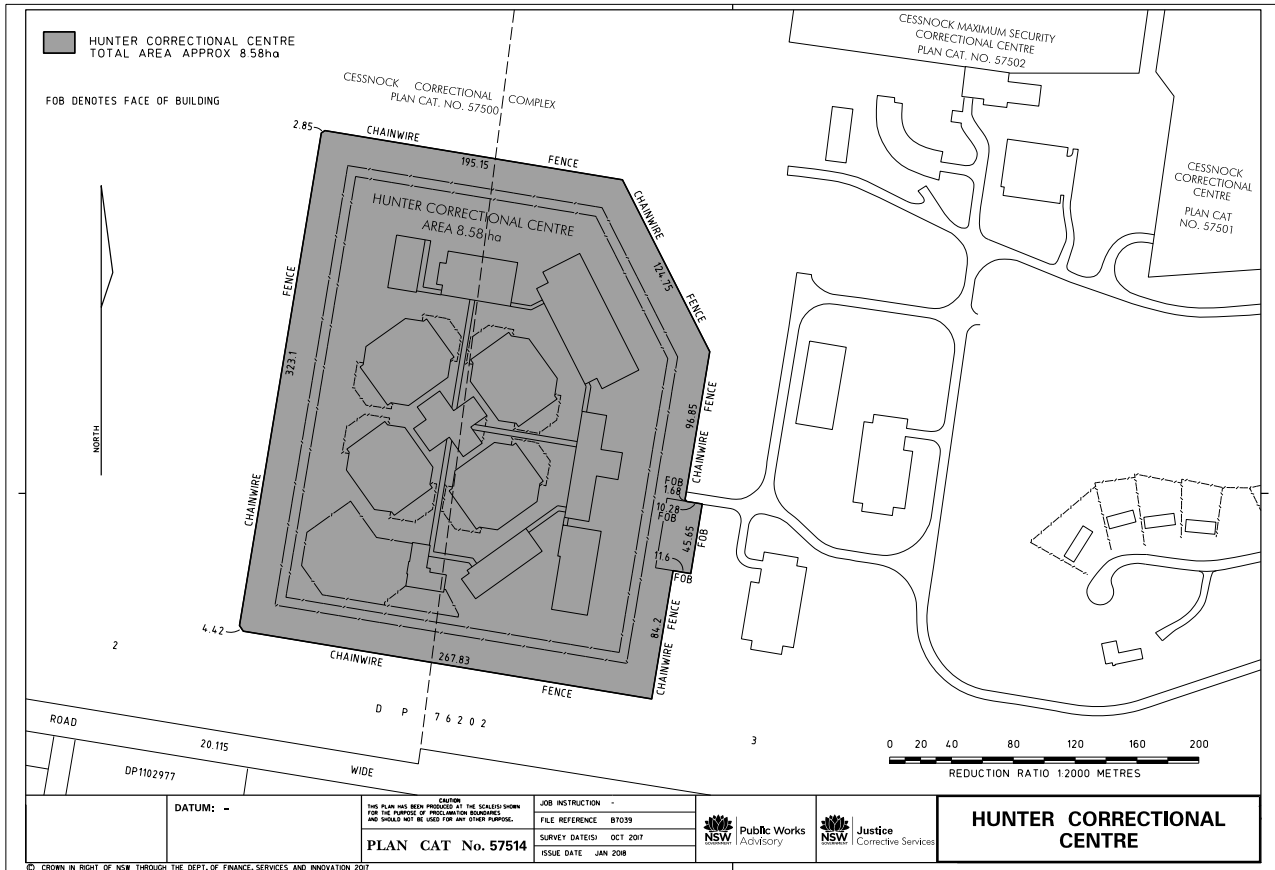 HUNTER CORRECTIONAL CENTRE
TOTAL AREA APPROX 8.58ha
FOB DENOTES FACE OF BUILDING
CESSNOCK MAXIMUM SECURITY
CORRECTIONAL CENTRE
PLAN CAT. NO. 57502
CESSNOCK CORRECTIONAL COMPLEX
PLAN CAT. NO. 57500
CESSNOCK
CORRECTIONAL
CENTRE
PLAN CAT
NO. 57501
2.85
CHAINWIRE
FENCE
195.15
HUNTER CORRECTIONAL CENTRE
AREA 8.58 ha
CHAINWIRE
124.75
FENCE
FENCE
323.1
CHAINWIRE
NORTH
FENCE
96.85
CHAINWIRE
FOB
1.68
10.28
FOB
45.65
FOB
11.6
FOB
FENCE
84.2
CHAINWIRE
4.42
CHAINWIRE
267.83
FENCE
2
D P 76202
3
ROAD
20.115
WIDE
DP1102977
0 20 40 80 120 160 200
REDUCTION RATIO 1:2000 METRES
DATUM: -
CAUTION
THIS PLAN HAS BEEN PRODUCED AT THE SCALE(S) SHOWN
FOR THE PURPOSE OF PROCLAMATION BOUNDARIES
AND SHOULD NOT BE USED FOR ANY OTHER PURPOSE.
PLAN CAT No. 57514
JOB INSTRUCTION -
FILE REFERENCE B7039
SURVEY DATE(S) OCT 2017
ISSUE DATE JAN 2018
NSW
GOVERNMENT
Public Works
Advisory
NSW
GOVERNMENT
Justice
Corrective Services
HUNTER CORRECTIONAL
CENTRE
© CROWN IN RIGHT OF NSW THROUGH THE DEPT. OF FINANCE, SERVICES AND INNOVATION 2017